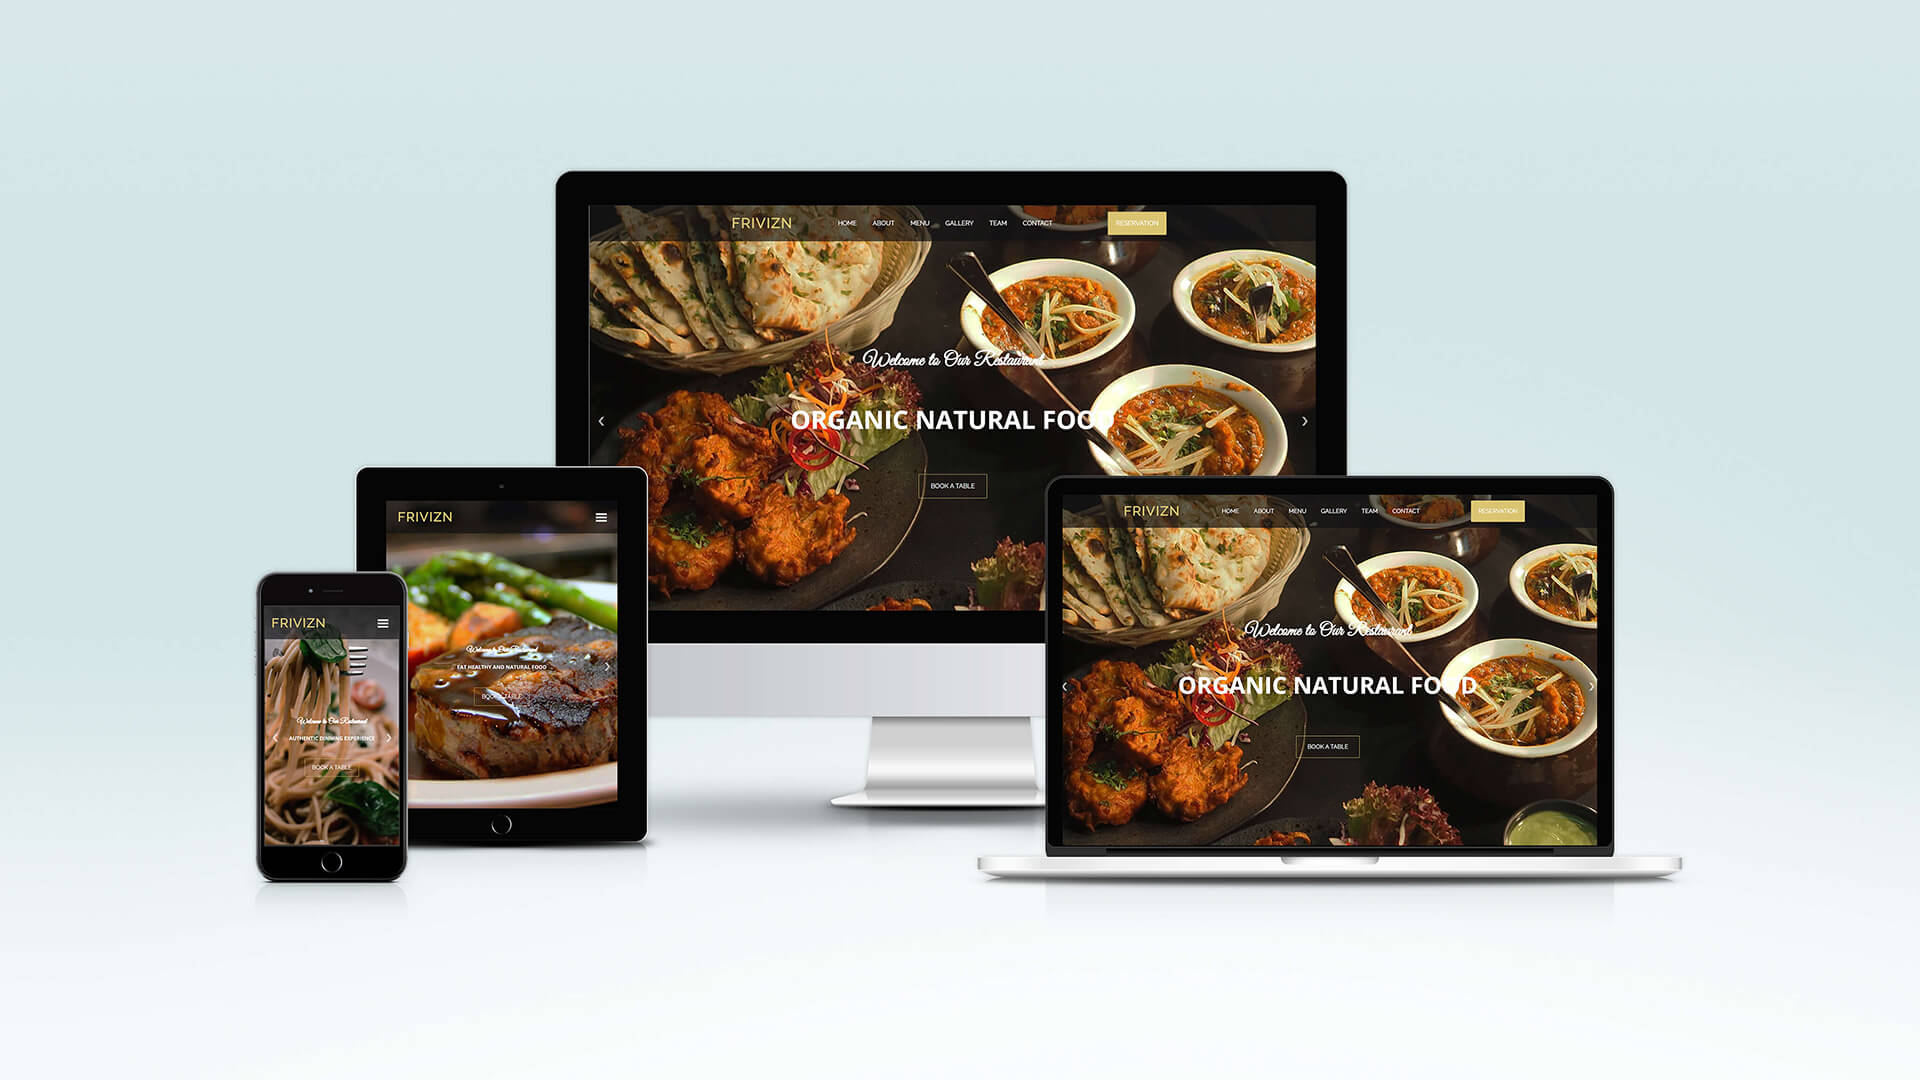 FRIVIZN HOME ABOUT MENU GALLERY TEAM CONTACT RESERVATION
Welcome to Our Restaurant
ORGANIC NATURAL FOOD
BOOK A TABLE
FRIVIZN
Welcome to Our Restaurant
EAT HEALTHY AND NATURAL FOOD
BOOK A TABLE
FRIVIZN
Welcome to Our Restaurant
AUTHENTIC DINNING EXPERIENCE
BOOK A TABLE
FRIVIZN HOME ABOUT MENU GALLERY TEAM CONTACT RESERVATION
Welcome to Our Restaurant
ORGANIC NATURAL FOOD
BOOK A TABLE